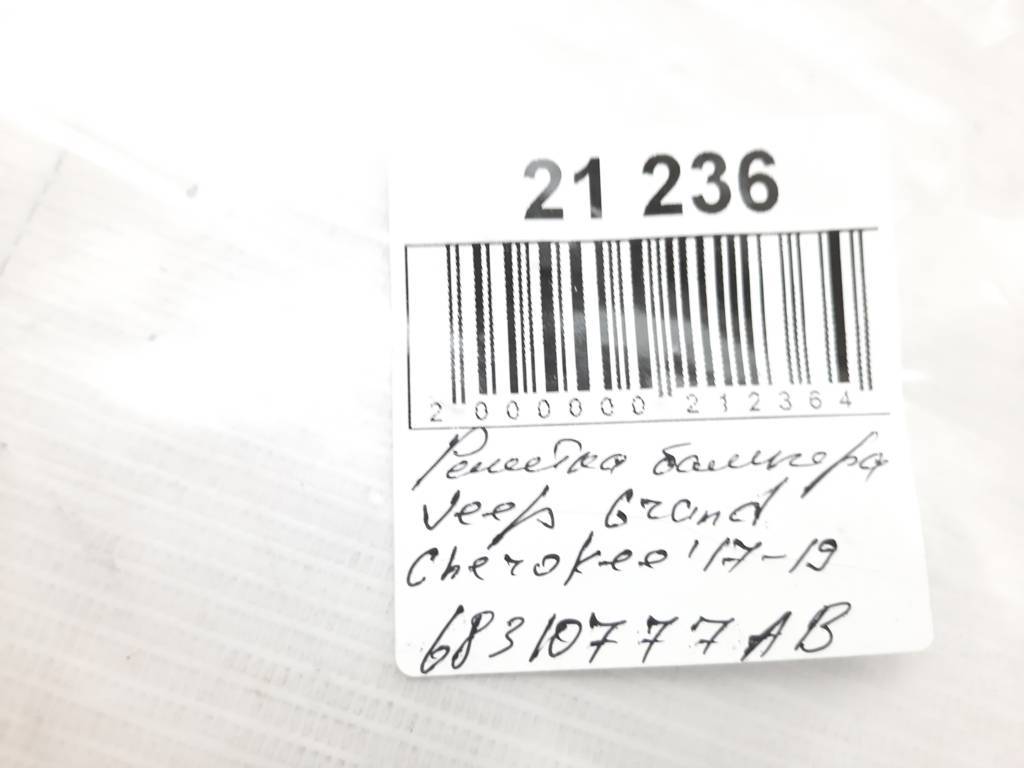 21 236
2 000000 212364
Решетка бампера
Jeep Grand
Cherokee '17-19
68310777AB